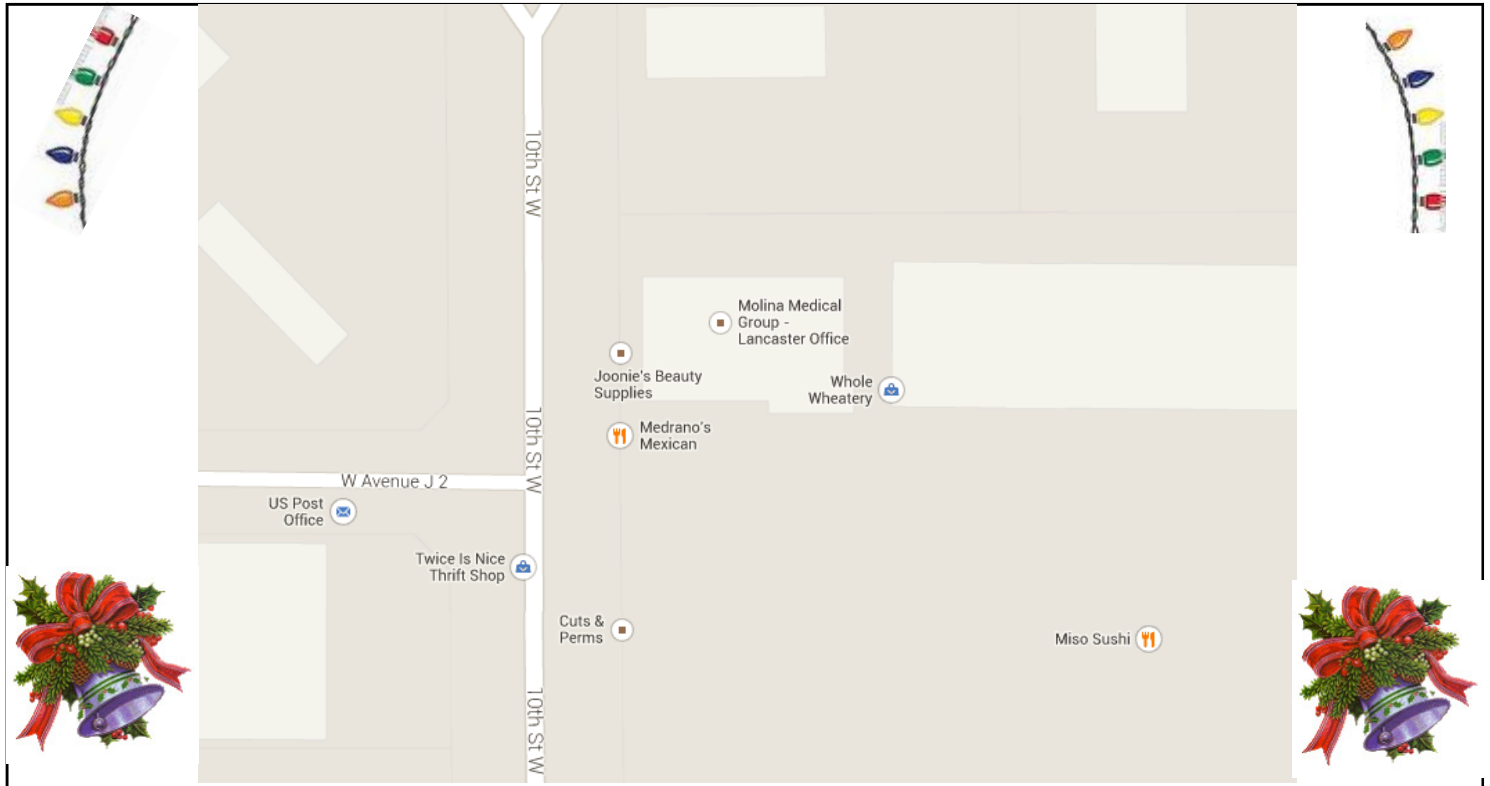 10th St W
Molina Medical
Group -
Lancaster Office
Joonie's Beauty
Supplies
Whole
Wheatery
10th St W
Medrano's
Mexican
W Avenue J 2
US Post
Office
Twice Is Nice
Thrift Shop
Cuts &
Perms
Miso Sushi
10th St W